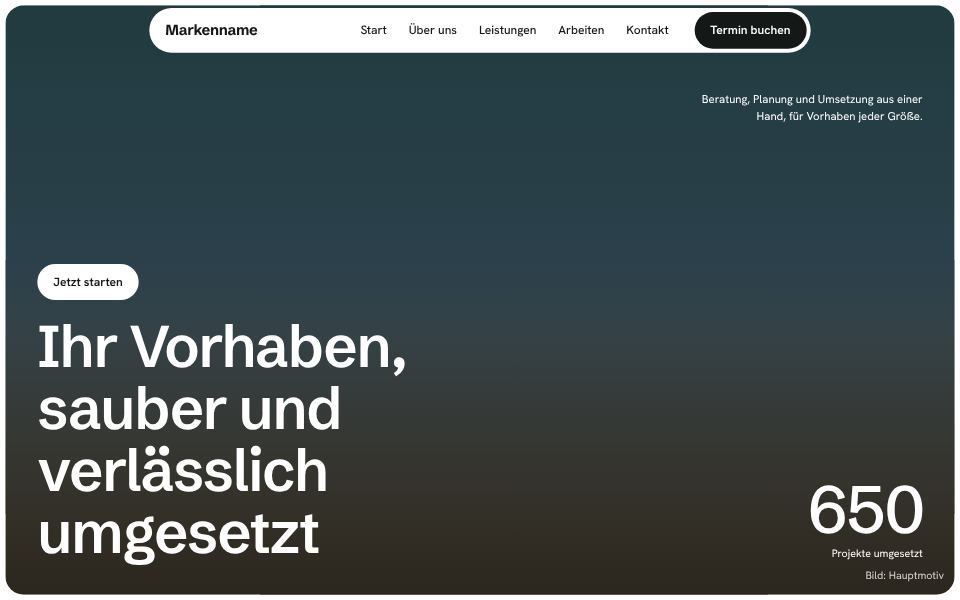 Markenname
Start
Über uns
Leistungen
Arbeiten
Kontakt
Termin buchen
Beratung, Planung und Umsetzung aus einer
Hand, für Vorhaben jeder Größe.
Jetzt starten
Ihr Vorhaben,
sauber und
verlässlich
umgesetzt
650
Projekte umgesetzt
Bild: Hauptmotiv